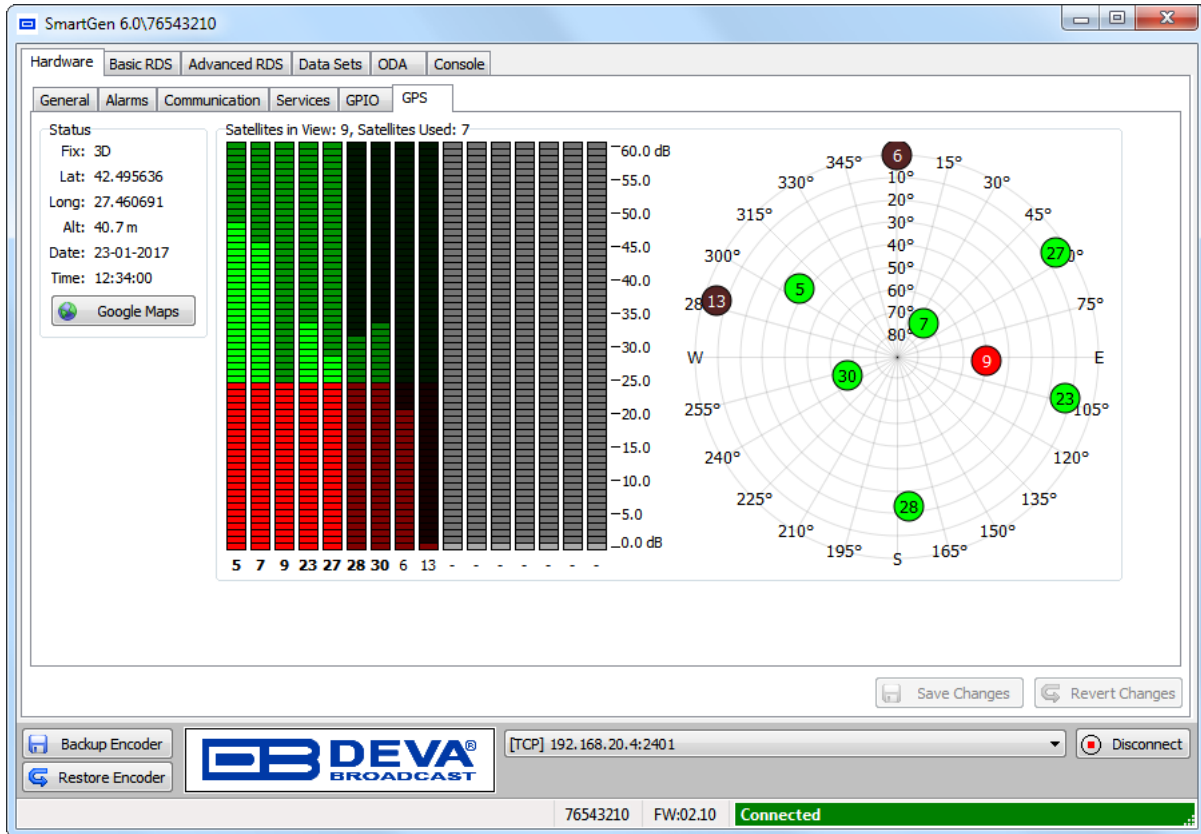 SmartGen 6.0\76543210
Hardware Basic RDS Advanced RDS Data Sets ODA Console
General Alarms Communication Services GPIO GPS
Status
Fix: 3D
Lat: 42.495636
Long: 27.460691
Alt: 40.7 m
Date: 23-01-2017
Time: 12:34:00
Google Maps
Satellites in View: 9, Satellites Used: 7
60.0 dB
55.0
50.0
45.0
40.0
35.0
30.0
25.0
20.0
15.0
10.0
5.0
0.0 dB
5 7 9 23 27 28 30 6 13 - - - - - - -
345° 6 15°
330° 10° 30°
20°
315° 30° 45°
40° 27
300° 50°
5 60°
28 13 70° 7 75°
80°
W 9 E
30
255° 23 105°
240° 120°
225° 28 135°
210° 150°
195° S 165°
Save Changes Revert Changes
Backup Encoder
Restore Encoder
DEVA®
BROADCAST
[TCP] 192.168.20.4:2401
Disconnect
76543210 FW:02.10 Connected